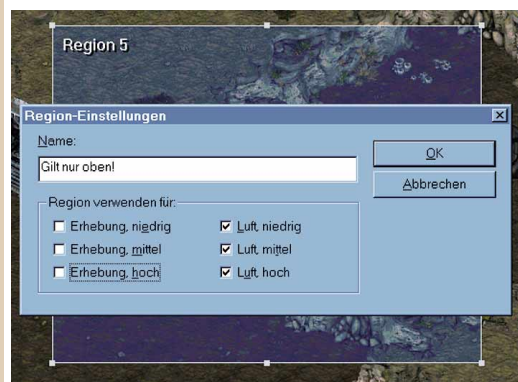 Region 5
Region-Einstellungen
Name:
Gilt nur oben!
OK
Abbrechen
Region verwenden für:
Erhebung, niedrig
Luft, niedrig
Erhebung, mittel
Luft, mittel
Erhebung, hoch
Luft, hoch